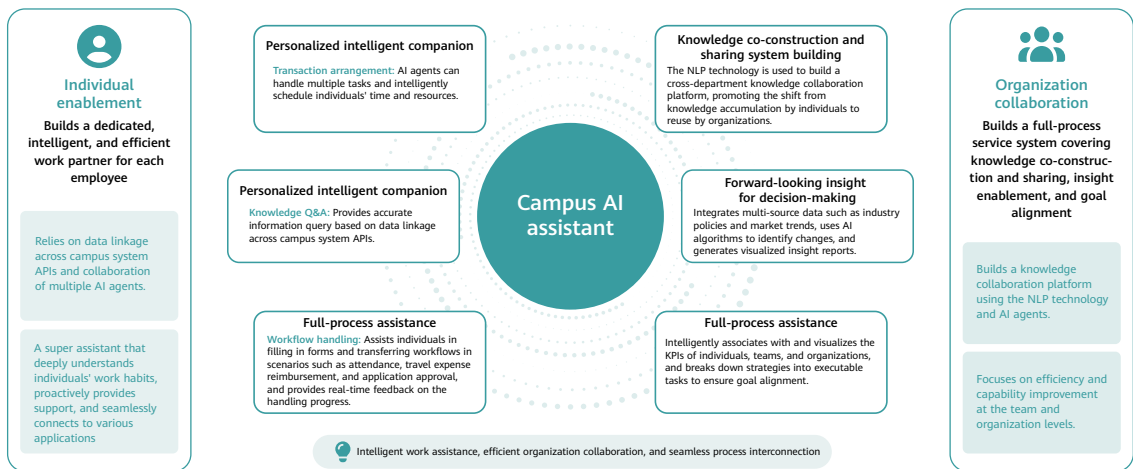 Individual
enablement
Builds a dedicated,
intelligent, and efficient
work partner for each
employee
Relies on data linkage
across campus system
APIs and collaboration
of multiple AI agents.
A super assistant that
deeply understands
individuals' work habits,
proactively provides
support, and seamlessly
connects to various
applications
Personalized intelligent companion
Transaction arrangement: AI agents can
handle multiple tasks and intelligently
schedule individuals' time and resources.
Personalized intelligent companion
Knowledge Q&A: Provides accurate
information query based on data linkage
across campus system APIs.
Full-process assistance
Workflow handling: Assists individuals in
filling in forms and transferring workflows in
scenarios such as attendance, travel expense
reimbursement, and application approval,
and provides real-time feedback on the
handling progress.
Campus AI
assistant
Knowledge co-construction and
sharing system building
The NLP technology is used to build a
cross-department knowledge collaboration
platform, promoting the shift from
knowledge accumulation by individuals to
reuse by organizations.
Forward-looking insight
for decision-making
Integrates multi-source data such as industry
policies and market trends, uses AI
algorithms to identify changes, and
generates visualized insight reports.
Full-process assistance
Intelligently associates with and visualizes the
KPIs of individuals, teams, and organizations,
and breaks down strategies into executable
tasks to ensure goal alignment.
Intelligent work assistance, efficient organization collaboration, and seamless process interconnection
Organization
collaboration
Builds a full-process
service system covering
knowledge co-construc-
tion and sharing, insight
enablement, and goal
alignment
Builds a knowledge
collaboration platform
using the NLP technology
and AI agents.
Focuses on efficiency and
capability improvement
at the team and
organization levels.